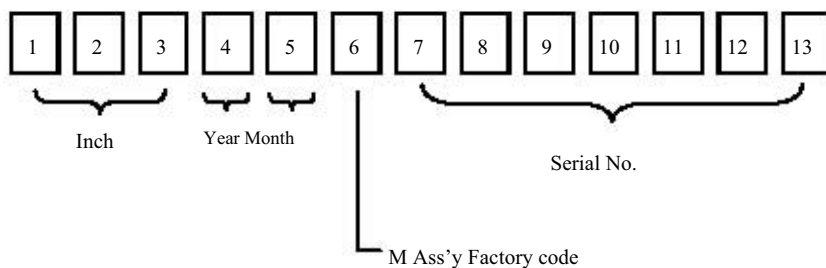 1 2 3 4 5 6 7 8 9 10 11 12 13
Inch
Year Month
Serial No.
M Ass'y Factory code